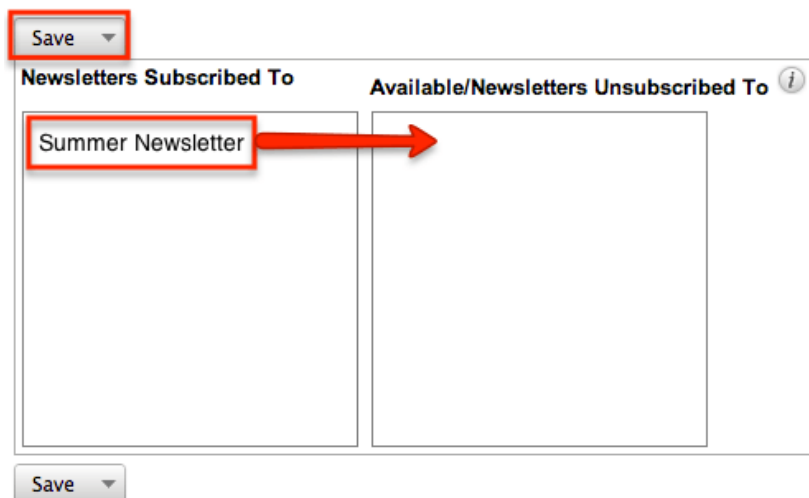 Save
Newsletters Subscribed To
Available/Newsletters Unsubscribed To i
Summer Newsletter
Save